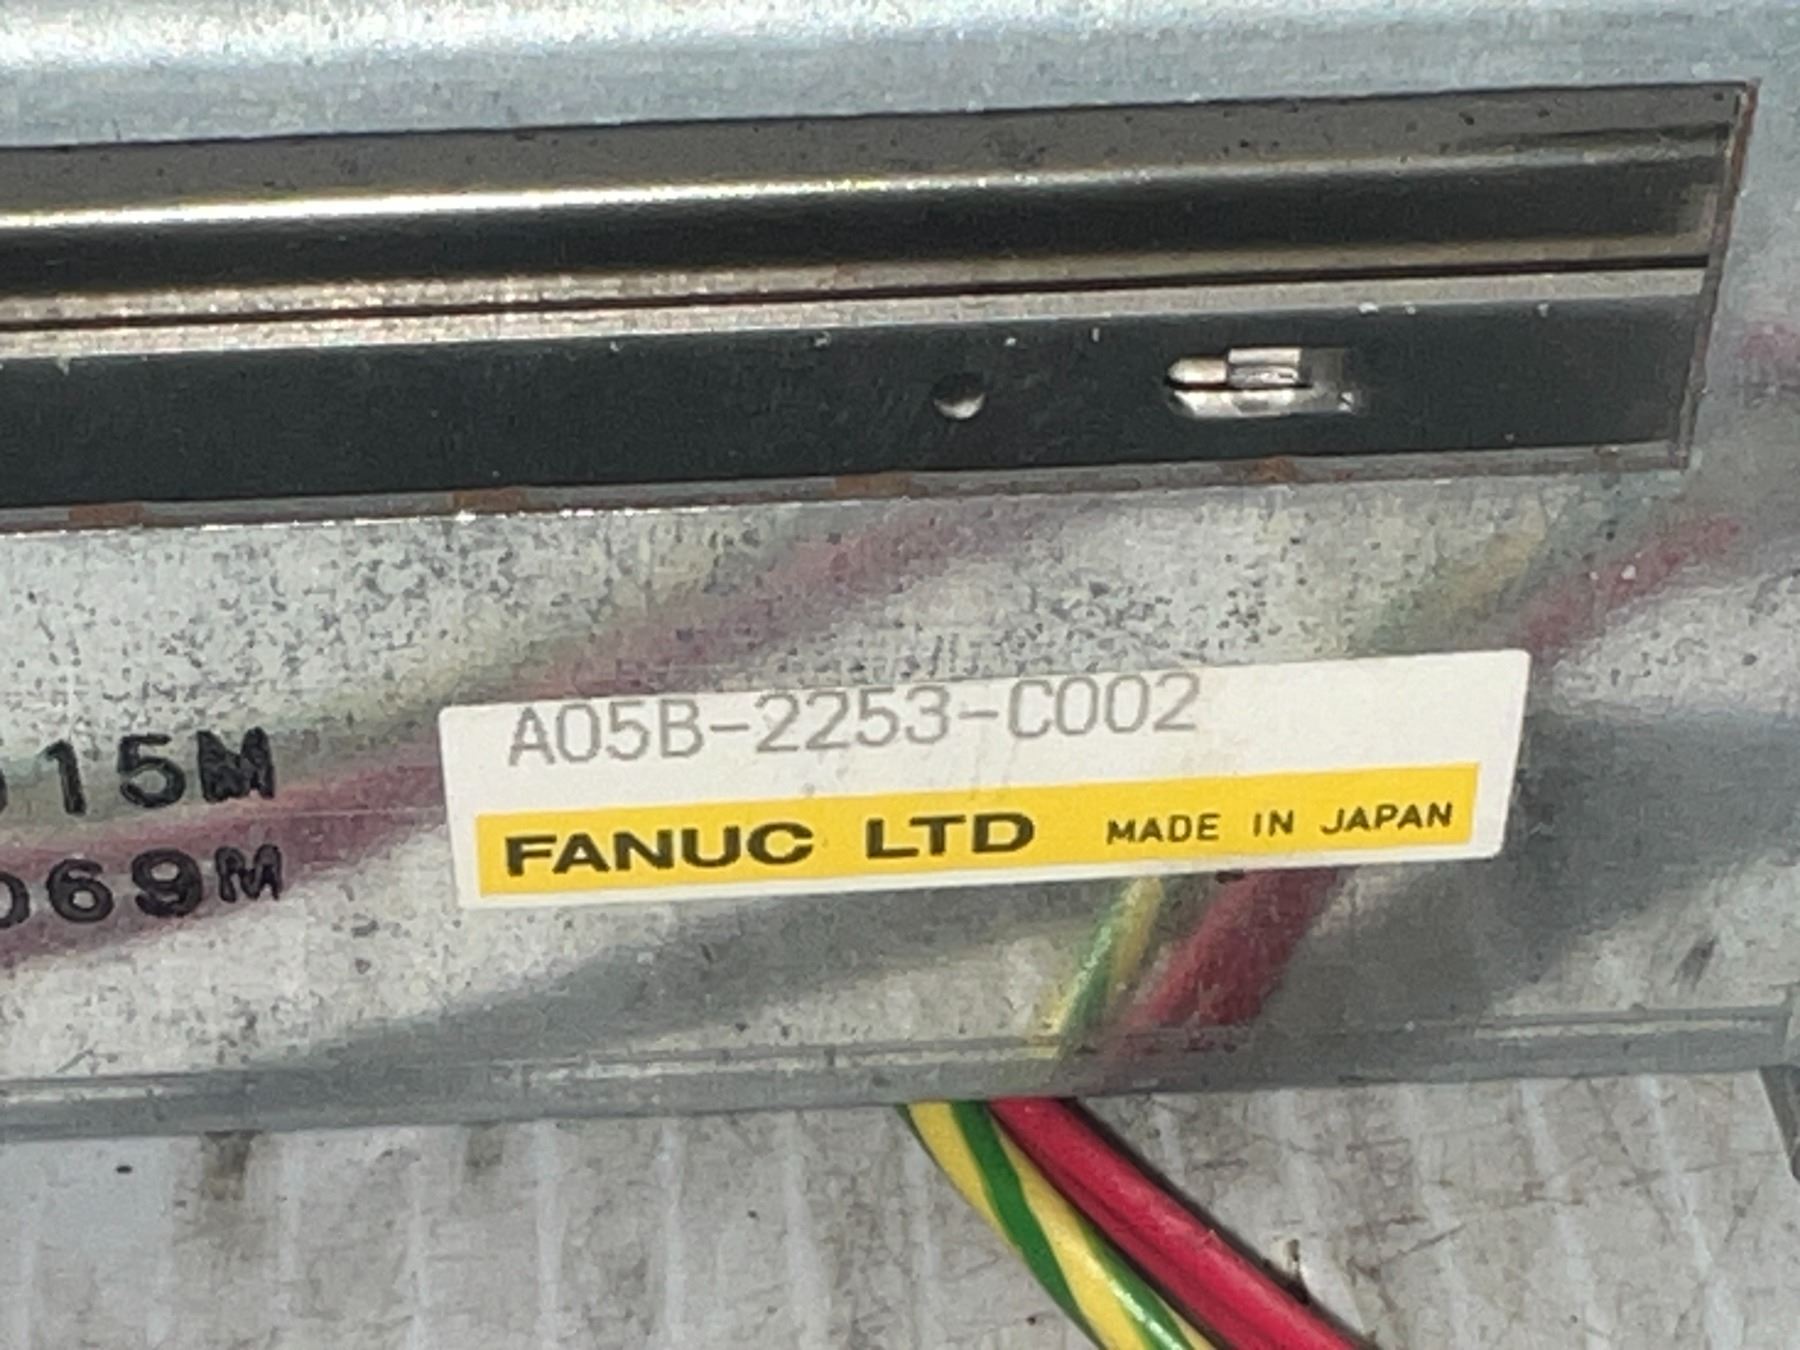 A05B-2253-C002
FANUC LTD MADE IN JAPAN
15M
069M